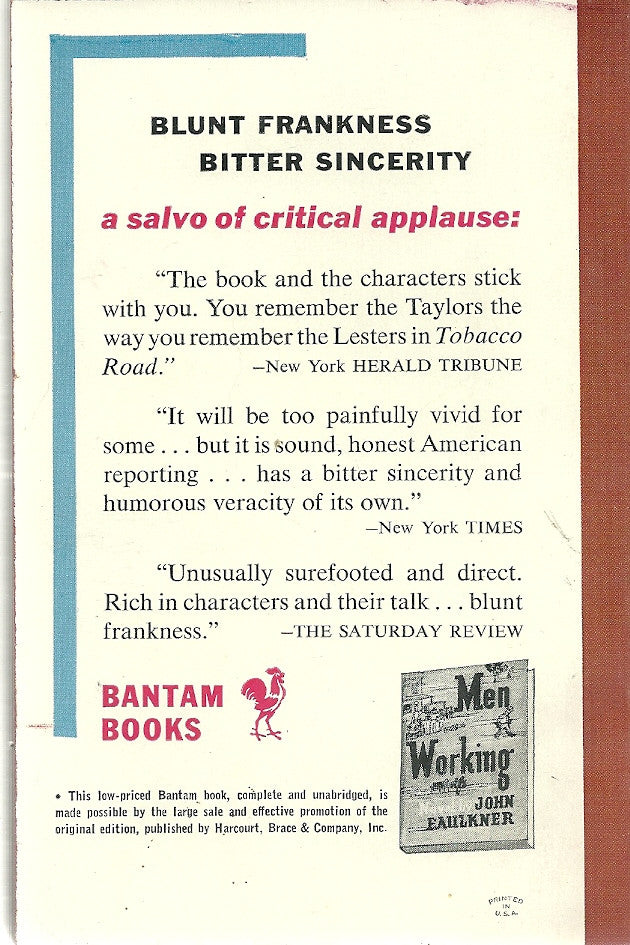 BLUNT FRANKNESS
BITTER SINCERITY
a salvo of critical applause:
“The book and the characters stick
with you. You remember the Taylors the
way you remember the Lesters in Tobacco
Road.” —New York HERALD TRIBUNE
“It will be too painfully vivid for
some . . . but it is sound, honest American
reporting . . . has a bitter sincerity and
humorous veracity of its own.”
—New York TIMES
“Unusually surefooted and direct.
Rich in characters and their talk . . . blunt
frankness.” —THE SATURDAY REVIEW
BANTAM
BOOKS
Men
Working
JOHN
FAULKNER
• This low-priced Bantam book, complete and unabridged, is
made possible by the large sale and effective promotion of the
original edition, published by Harcourt, Brace & Company, Inc.
PRINTED
IN
U.S.A.